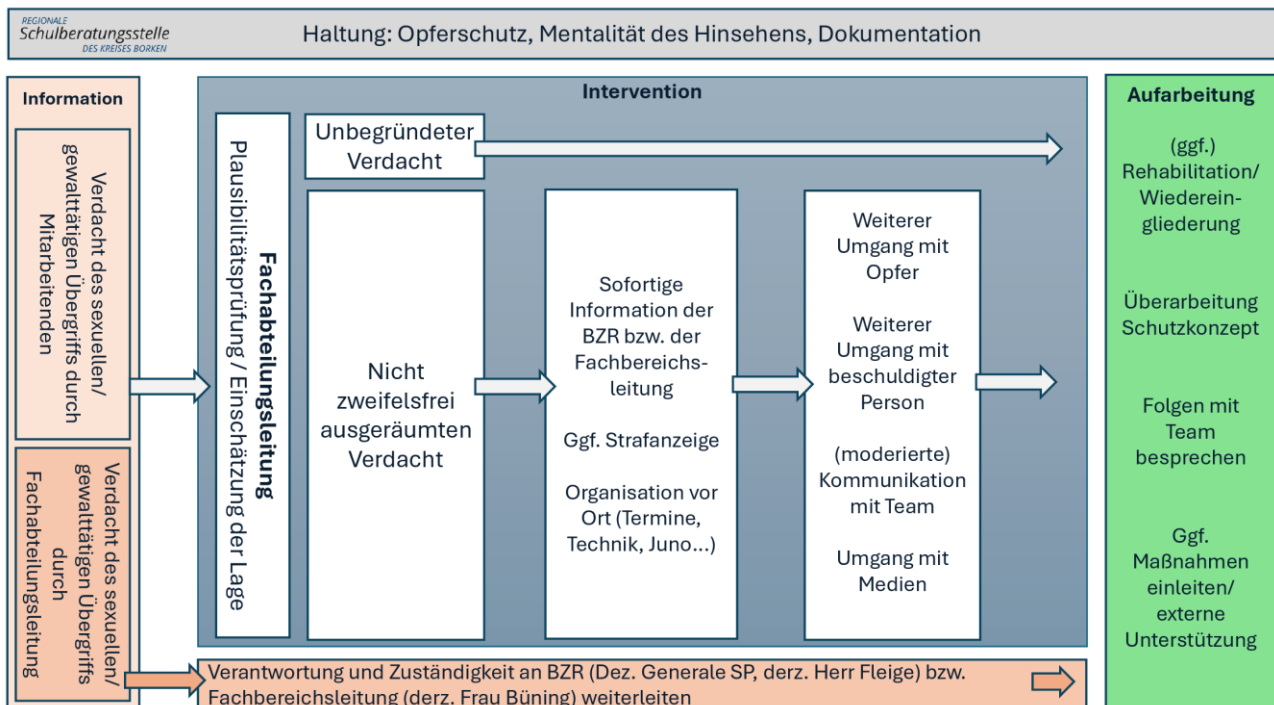 REGIONALE
Schulberatungsstelle
DES KREISES BORKEN
Haltung: Opferschutz, Mentalität des Hinsehens, Dokumentation
Information
Verdacht des sexuellen/
gewalttätigen Übergriffs durch
Mitarbeitenden
Verdacht des sexuellen/
gewalttätigen Übergriffs
durch
Fachabteilungsleitung
Intervention
Fachabteilungsleitung
Plausibilitätsprüfung / Einschätzung der Lage
Unbegründeter
Verdacht
Nicht
zweifelsfrei
ausgeräumten
Verdacht
Sofortige
Information der
BZR bzw. der
Fachbereichs-
leitung
Ggf. Strafanzeige
Organisation vor
Ort (Termine,
Technik, Juno...)
Weiterer
Umgang mit
Opfer
Weiterer
Umgang mit
beschuldigter
Person
(moderierte)
Kommunikation
mit Team
Umgang mit
Medien
Verantwortung und Zuständigkeit an BZR (Dez. Generale SP, derz. Herr Fleige) bzw.
Fachbereichsleitung (derz. Frau Büning) weiterleiten
Aufarbeitung
(ggf.)
Rehabilitation/
Wiederein-
gliederung
Überarbeitung
Schutzkonzept
Folgen mit
Team
besprechen
Ggf.
Maßnahmen
einleiten/
externe
Unterstützung